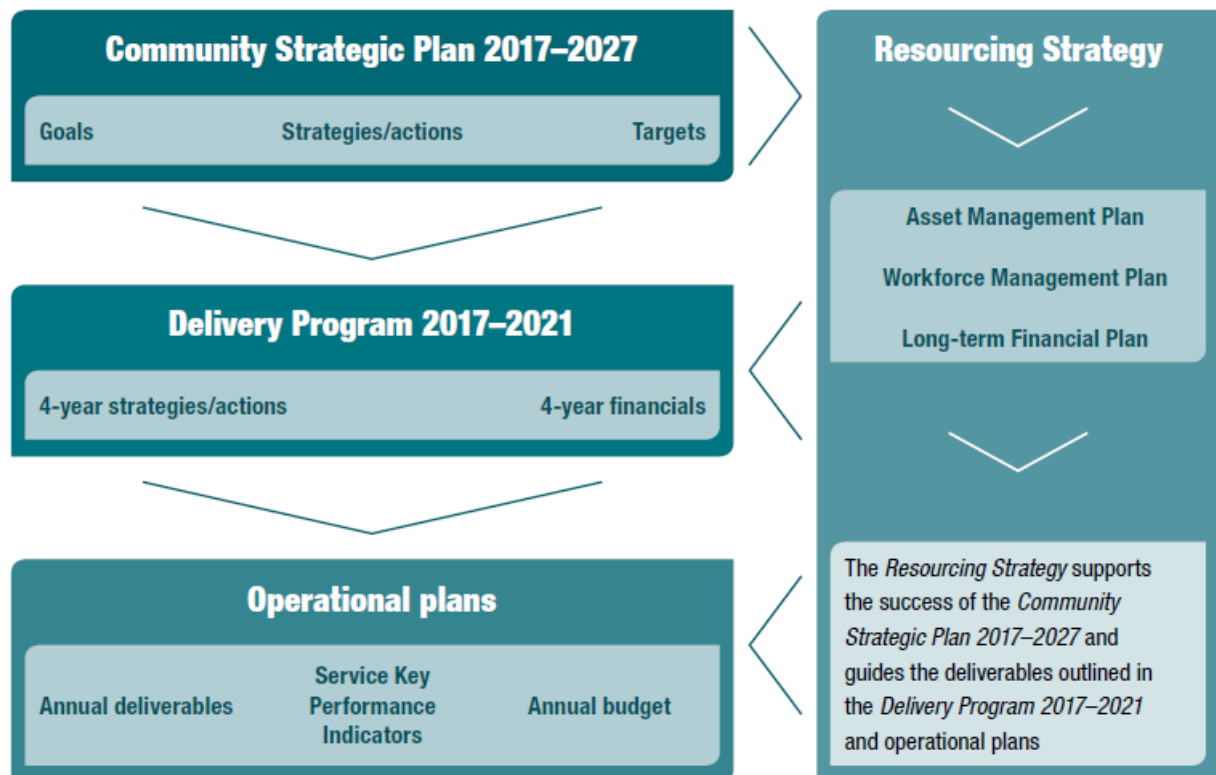 Community Strategic Plan 2017–2027
Goals
Strategies/actions
Targets
Delivery Program 2017–2021
4-year strategies/actions
4-year financials
Operational plans
Annual deliverables
Service Key
Performance
Indicators
Annual budget
Resourcing Strategy
Asset Management Plan
Workforce Management Plan
Long-term Financial Plan
The Resourcing Strategy supports
the success of the Community
Strategic Plan 2017–2027 and
guides the deliverables outlined in
the Delivery Program 2017–2021
and operational plans